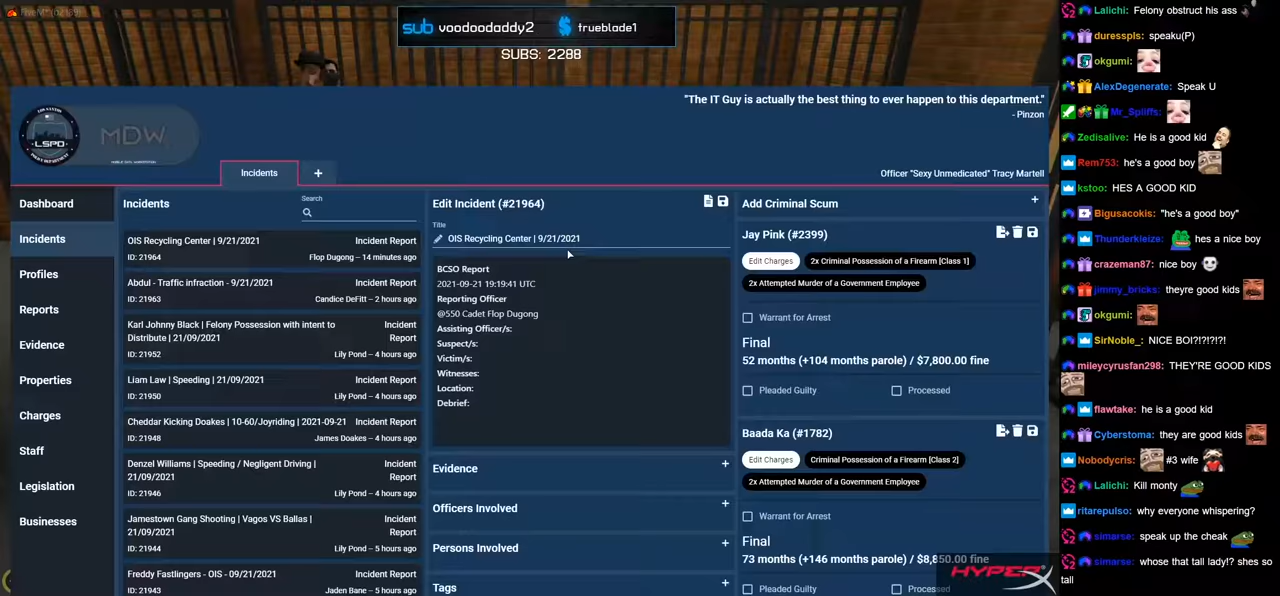 sub voodoodaddy2 $ trueblade1
SUBS: 2288
"The IT Guy is actually the best thing to ever happen to this department."
- Pinzon
LSPD
MDW
Incidents
+
Officer "Sexy Unmedicated" Tracy Martell
Dashboard
Incidents
Profiles
Reports
Evidence
Properties
Charges
Staff
Legislation
Businesses
Incidents
Search
OIS Recycling Center | 9/21/2021 Incident Report
ID: 21964 Flop Dugong – 14 minutes ago
Abdul - Traffic infraction - 9/21/2021 Incident Report
ID: 21963 Candice DeFitt – 2 hours ago
Karl Johnny Black | Felony Possession with intent to Incident
Distribute | 21/09/2021 Report
ID: 21952 Lily Pond – 4 hours ago
Liam Law | Speeding | 21/09/2021 Incident Report
ID: 21950 Lily Pond – 4 hours ago
Cheddar Kicking Doakes | 10-60/Joyriding | 2021-09-21 Incident Report
ID: 21948 James Doakes – 4 hours ago
Denzel Williams | Speeding / Negligent Driving | Incident
21/09/2021 Report
ID: 21946 Lily Pond – 4 hours ago
Jamestown Gang Shooting | Vagos VS Ballas | Incident
21/09/2021 Report
ID: 21944 Lily Pond – 5 hours ago
Freddy Fastlingers - OIS - 09/21/2021 Incident Report
ID: 21943 Jaden Bane – 5 hours ago
Edit Incident (#21964)
Title
OIS Recycling Center | 9/21/2021
BCSO Report
2021-09-21 19:19:41 UTC
Reporting Officer
@550 Cadet Flop Dugong
Assisting Officer/s:
Suspect/s:
Victim/s:
Witnesses:
Location:
Debrief:
Evidence +
Officers Involved +
Persons Involved +
Tags +
Add Criminal Scum +
Jay Pink (#2399)
Edit Charges 2x Criminal Possession of a Firearm [Class 1]
2x Attempted Murder of a Government Employee
Warrant for Arrest
Final
52 months (+104 months parole) / $7,800.00 fine
Pleaded Guilty Processed
Baada Ka (#1782)
Edit Charges Criminal Possession of a Firearm [Class 2]
2x Attempted Murder of a Government Employee
Warrant for Arrest
Final
73 months (+146 months parole) / $8,850.00 fine
Pleaded Guilty Processed
HYPERX
Lalichi: Felony obstruct his ass
duresspls: speaku(P)
okgumi:
AlexDegenerate: Speak U
Mr_Spliffs:
Zedisalive: He is a good kid
Rem753: he's a good boy
kstoo: HES A GOOD KID
Bigusacokis: "he's a good boy"
Thunderkleize: hes a nice boy
crazeman87: nice boy
jimmy_bricks: theyre good kids
okgumi:
SirNoble_: NICE BOI?!?!?!?!
mileycyrusfan298: THEY'RE GOOD KIDS
flawtake: he is a good kid
Cyberstoma: they are good kids
Nobodycris: #3 wife
Lalichi: Kill monty
ritarepulso: why everyone whispering?
simarse: speak up the cheak
simarse: whose that tall lady!? shes so
tall